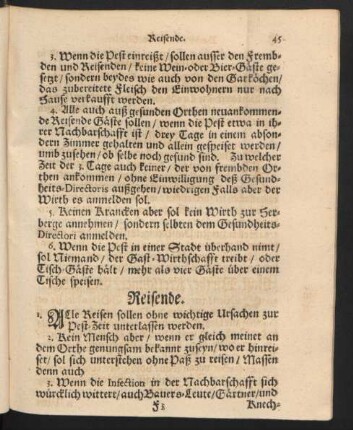 Reisende. 45
3. Wenn die Pest einreißt / sollen ausser den Fremb-
den und Reisenden / keine Wein-oder Bier-Gäste ge-
setzt / sondern beydes wie auch von den Garköchen /
das zubereitete Fleisch den Einwohnern nur nach
Hause verkaufft werden.
4. Alle auch auß gesunden Orthen neuankommen-
de Reisende Gäste sollen / wenn die Pest etwa in ih-
rer Nachbarschafft ist / drey Tage in einem abson-
dern Zimmer gehalten und allein gespeiset werden /
umb zusehen / ob selbe noch gesund sind. Zu welcher
Zeit der 3. Tage auch keiner / der von frembden Or-
then ankommen / ohne Einwilligung deß Gesund-
heits-Directoris außgehen / wiedrigen Falls aber der
Wirth es anmelden sol.
5. Keinen Krancken aber sol kein Wirth zur Her-
berge annehmen / sondern selbten dem Gesundheits-
Directori anmelden.
6. Wenn die Pest in einer Stadt überhand nimt /
sol Niemand / der Gast-Wirthschafft treibt / oder
Tisch-Gäste hält / mehr als vier Gäste über einem
Tische speisen.
Reisende.
1. Alle Reisen sollen ohne wichtige Ursachen zur
Pest-Zeit unterlassen werden.
2. Kein Mensch aber / wenn er gleich meinet an
dem Orthe genungsam bekannt zuseyn / wo er hinrei-
set / sol sich unterstehen ohne Paß zu reisen / Massen
denn auch
3. Wenn die Infection in der Nachbarschafft sich
würcklich wittert / auch Bauers-Leute / Gärtner / und
F 3 Knech-